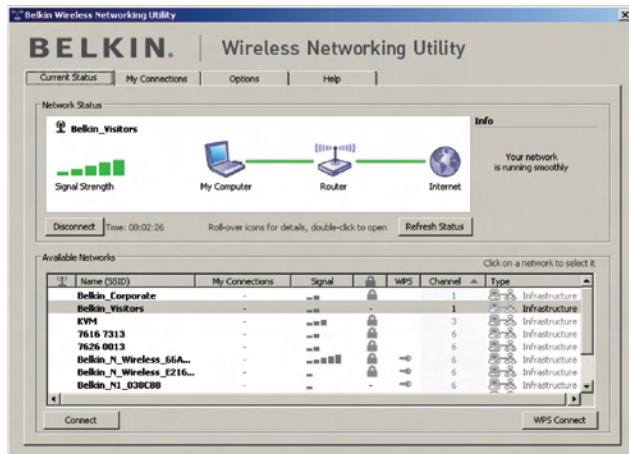 Belkin Wireless Networking Utility
BELKIN. Wireless Networking Utility
Current Status My Connections Options Help
Network Status
Belkin_Visitors
Info
Your network
is running smoothly
Signal Strength My Computer Router Internet
Disconnect Time: 00:02:26 Roll-over icons for details, double-click to open Refresh Status
Available Networks
Click on a network to select it
Name (SSID) My Connections Signal WPS Channel Type
Belkin_Corporate - 1 Infrastructure
Belkin_Visitors - - 1 Infrastructure
KVM - 3 Infrastructure
7616 7313 - 6 Infrastructure
7626 0013 - 6 Infrastructure
Belkin_N_Wireless_66A... - 6 Infrastructure
Belkin_N_Wireless_E216... - 6 Infrastructure
Belkin_N1_038C88 - - 6 Infrastructure
Connect WPS Connect